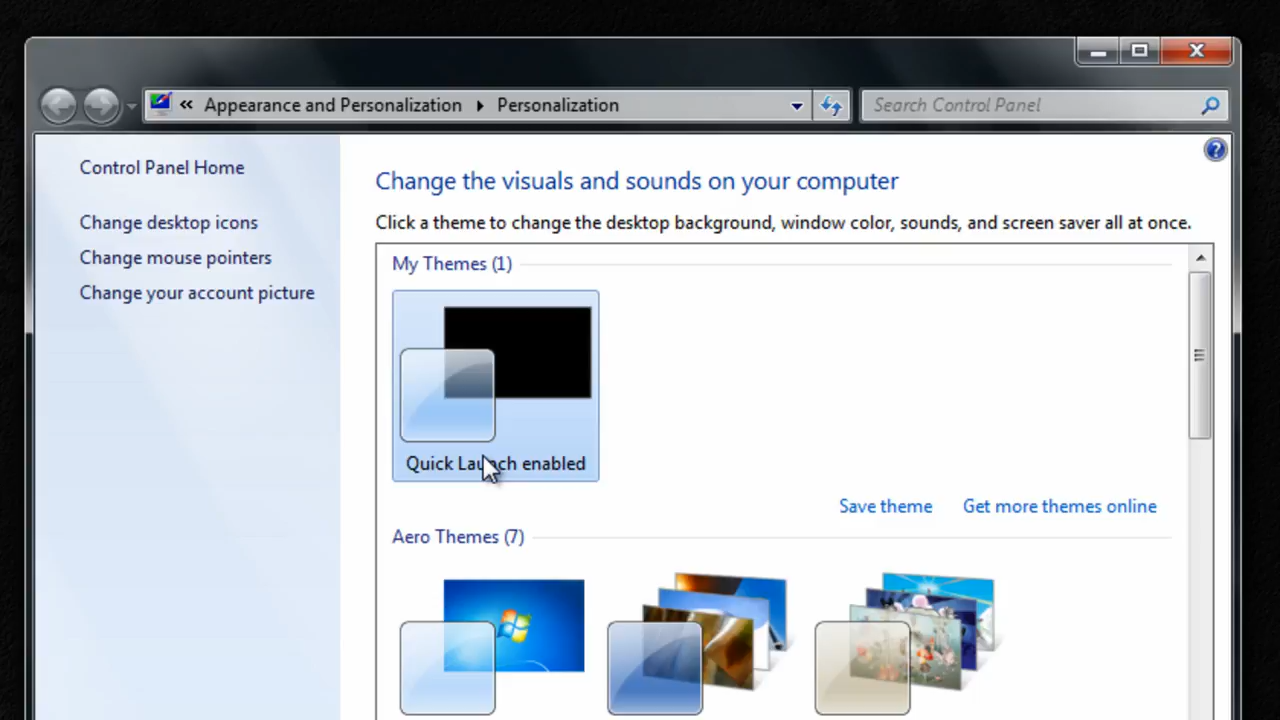 « Appearance and Personalization ▸ Personalization
Search Control Panel
Control Panel Home
Change desktop icons
Change mouse pointers
Change your account picture
Change the visuals and sounds on your computer
Click a theme to change the desktop background, window color, sounds, and screen saver all at once.
My Themes (1)
Quick Launch enabled
Save theme
Get more themes online
Aero Themes (7)